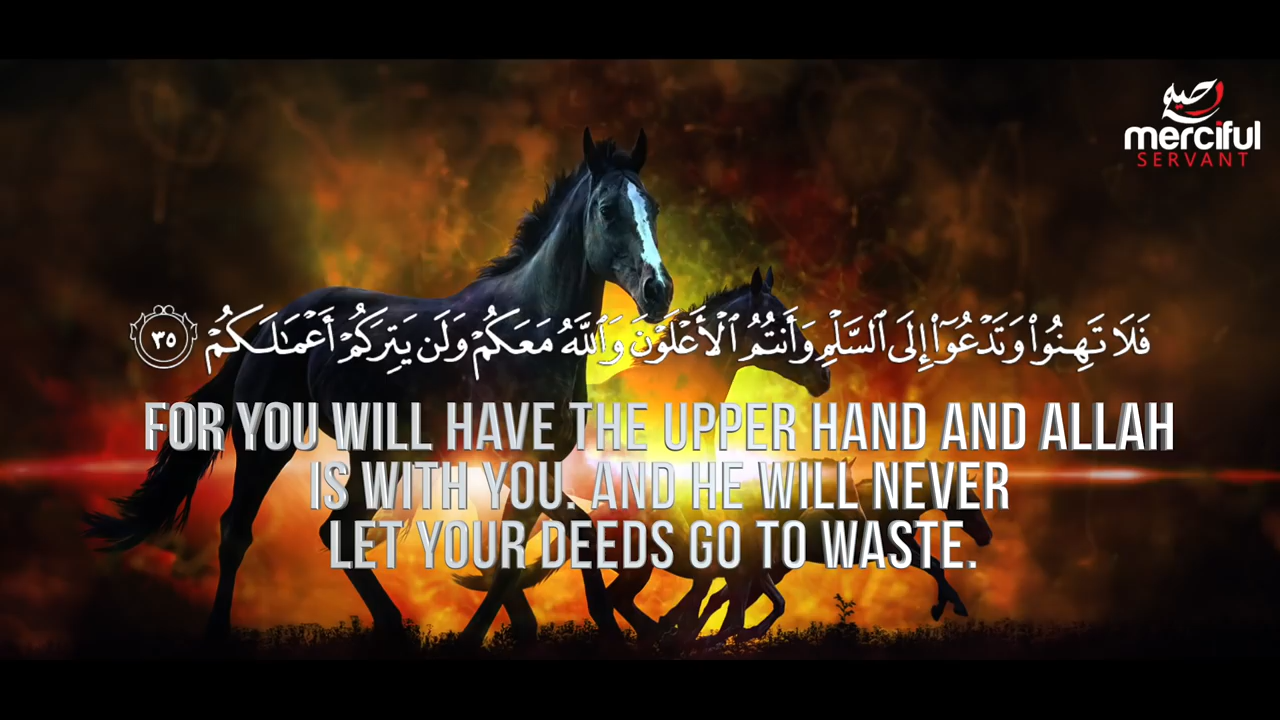 رحيم
merciful
SERVANT
فَلَا تَهِنُوا۟ وَتَدْعُوٓا۟ إِلَى ٱلسَّلْمِ وَأَنتُمُ ٱلْأَعْلَوْنَ وَٱللَّهُ مَعَكُمْ وَلَن يَتِرَكُمْ أَعْمَـٰلَكُمْ ٣٥
FOR YOU WILL HAVE THE UPPER HAND AND ALLAH
IS WITH YOU. AND HE WILL NEVER
LET YOUR DEEDS GO TO WASTE.